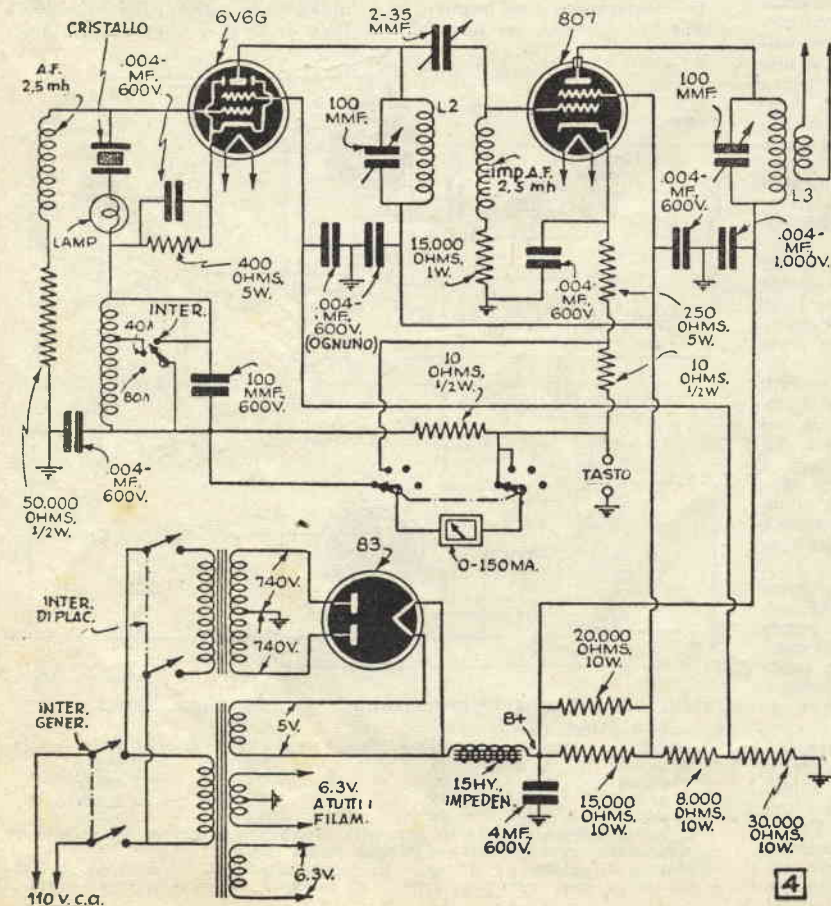 CRISTALLO
6V6G
2-35
MMF.
807
A.F.
2,5 mh
.004-
MF,
600V.
100
MMF.
L2
100
MMF.
LAMP
imp.A.F.
2,5 mh
.004-
MF.
600V.
L3
400
OHMS,
5W.
15,000
OHMS,
1W.
.004-
MF,
600V.
.004-
MF,
1,000V.
.004-
MF,
600V.
(OGNUNO)
INTER.
40λ
80λ
250
OHMS,
5W.
10
OHMS,
1/2W
100
MMF,
600V.
10
OHMS,
1/2W.
.004-
MF.
600V.
TASTO
50.000
OHMS,
1/2W.
0-150MA.
83
740V.
740V.
INTER.
DI PLAC.
20,000
OHMS,
10W.
INTER.
GENER.
5V.
B+
6.3V.
A TUTTI I
FILAM.
15HY.,
IMPEDEN.
4MF,
600V.
15,000
OHMS,
10W.
8,000
OHMS,
10W.
30,000
OHMS,
10W.
6.3V.
110 V. c.a.
4